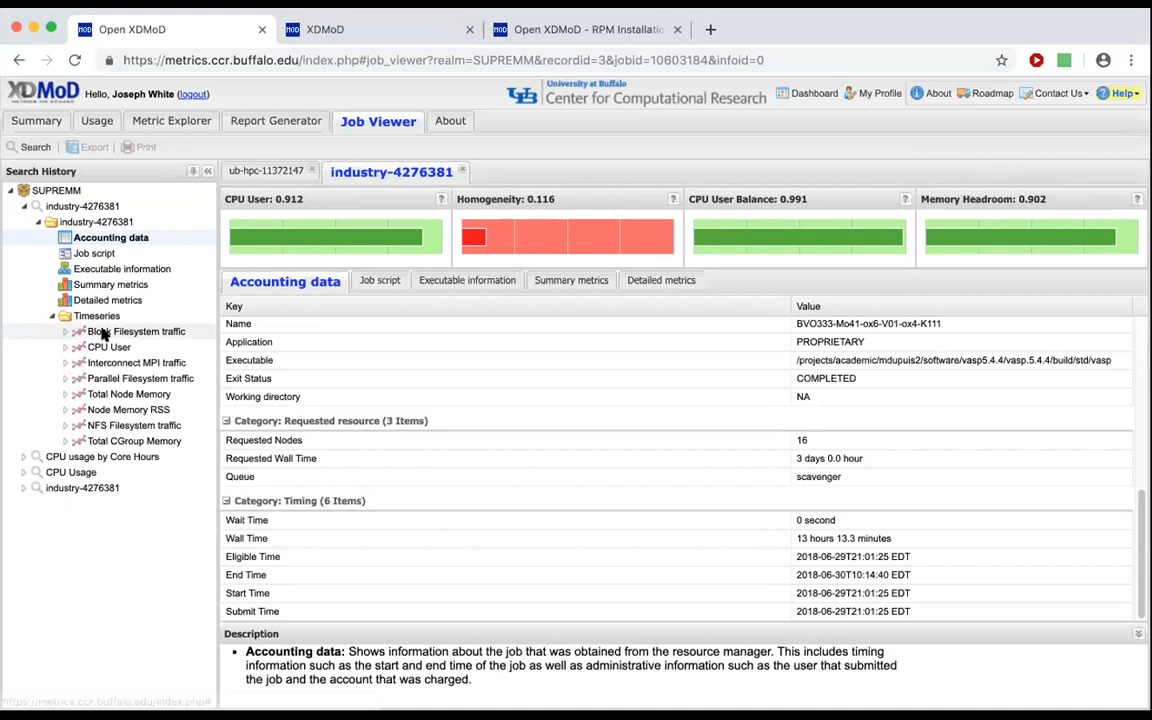 Open XDMoD
XDMoD
Open XDMoD - RPM Installatio
https://metrics.ccr.buffalo.edu/index.php#job_viewer?realm=SUPREMM&recordid=3&jobid=10603184&infoid=0
XDMoD
METRICS ON DEMAND
Hello, Joseph White (logout)
University at Buffalo
Center for Computational Research
Dashboard My Profile About Roadmap Contact Us Help
Summary Usage Metric Explorer Report Generator Job Viewer About
Search Export Print
Search History
SUPREMM
industry-4276381
industry-4276381
Accounting data
Job script
Executable information
Summary metrics
Detailed metrics
Timeseries
Block Filesystem traffic
CPU User
Interconnect MPI traffic
Parallel Filesystem traffic
Total Node Memory
Node Memory RSS
NFS Filesystem traffic
Total CGroup Memory
CPU usage by Core Hours
CPU Usage
industry-4276381
ub-hpc-11372147 industry-4276381
CPU User: 0.912 ? Homogeneity: 0.116 ? CPU User Balance: 0.991 ? Memory Headroom: 0.902 ?
Accounting data Job script Executable information Summary metrics Detailed metrics
Key Value
Name BVO333-Mo41-ox6-V01-ox4-K111
Application PROPRIETARY
Executable /projects/academic/mdupuis2/software/vasp5.4.4/vasp.5.4.4/build/std/vasp
Exit Status COMPLETED
Working directory NA
Category: Requested resource (3 Items)
Requested Nodes 16
Requested Wall Time 3 days 0.0 hour
Queue scavenger
Category: Timing (6 Items)
Wait Time 0 second
Wall Time 13 hours 13.3 minutes
Eligible Time 2018-06-29T21:01:25 EDT
End Time 2018-06-30T10:14:40 EDT
Start Time 2018-06-29T21:01:25 EDT
Submit Time 2018-06-29T21:01:25 EDT
Description
Accounting data: Shows information about the job that was obtained from the resource manager. This includes timing
information such as the start and end time of the job as well as administrative information such as the user that submitted
the job and the account that was charged.
https://metrics.ccr.buffalo.edu/index.php#